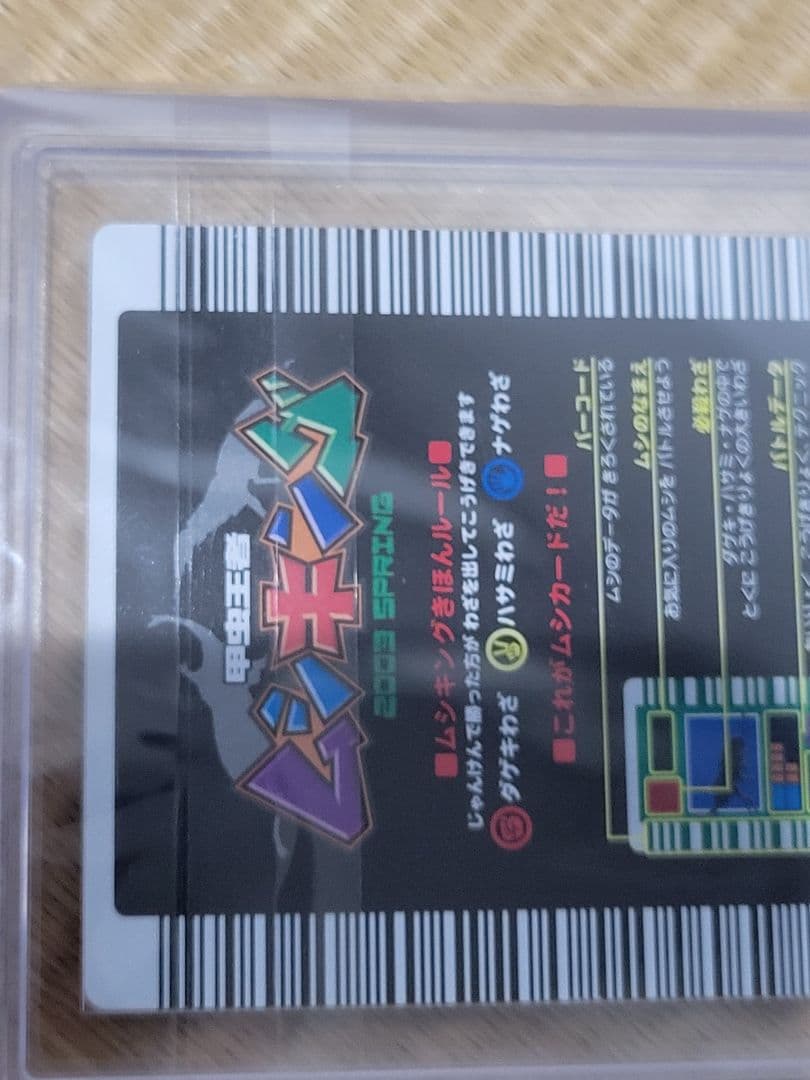 甲虫王者
ムシキング
2003 SPRING
■ムシキングきほんルール■
じゃんけんで勝った方が わざを出してこうげきできます
ダゲキわざ ハサミわざ ナゲわざ
■これがムシカードだ!■
バーコード
ムシのデータが きろくされている
ムシのなまえ
お気に入りのムシを バトルさせよう
必殺わざ
ダゲキ・ハサミ・ナゲの中で
とくに こうげきりょくの大きいわざ
バトルデータ